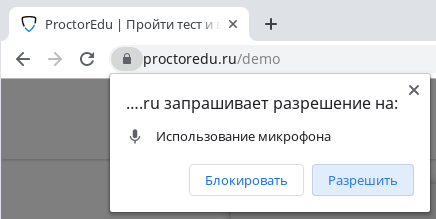 ProctorEdu | Пройти тест и
proctoredu.ru/demo
....ru запрашивает разрешение на:
Использование микрофона
Блокировать
Разрешить